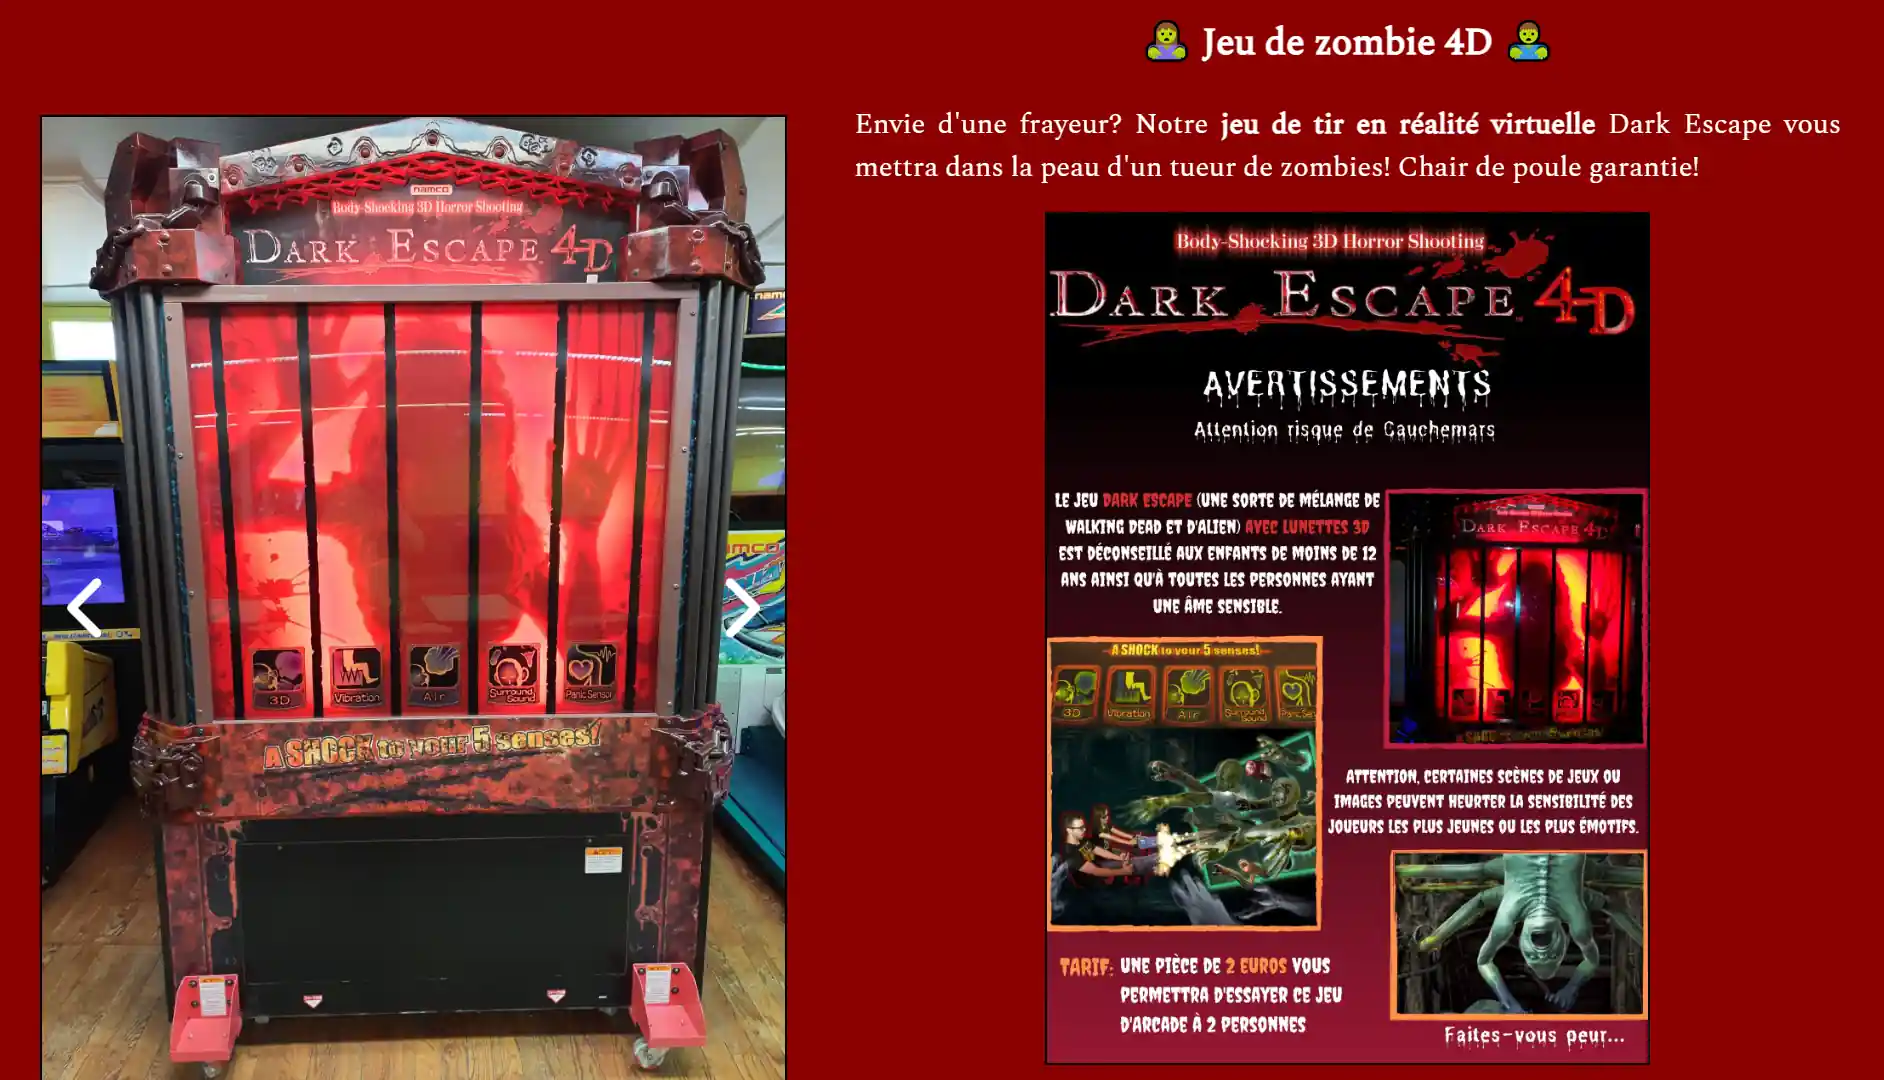 Jeu de zombie 4D
Envie d'une frayeur? Notre jeu de tir en réalité virtuelle Dark Escape vous
mettra dans la peau d'un tueur de zombies! Chair de poule garantie!
namco
Body-Shocking 3D Horror Shooting
DARK ESCAPE 4D
3D
Vibration
Air
Surround Sound
Panic Sensor
A SHOCK to your 5 senses!
Body-Shocking 3D Horror Shooting
DARK ESCAPE 4D
AVERTISSEMENTS
Attention risque de Cauchemars
LE JEU DARK ESCAPE (UNE SORTE DE MÉLANGE DE
WALKING DEAD ET D'ALIEN) AVEC LUNETTES 3D
EST DÉCONSEILLÉ AUX ENFANTS DE MOINS DE 12
ANS AINSI QU'À TOUTES LES PERSONNES AYANT
UNE ÂME SENSIBLE.
DARK ESCAPE 4D
A SHOCK to your 5 senses!
3D
Vibration
Air
Surround Sound
ATTENTION, CERTAINES SCÈNES DE JEUX OU
IMAGES PEUVENT HEURTER LA SENSIBILITÉ DES
JOUEURS LES PLUS JEUNES OU LES PLUS ÉMOTIFS.
TARIF: UNE PIÈCE DE 2 EUROS VOUS
PERMETTRA D'ESSAYER CE JEU
D'ARCADE À 2 PERSONNES
Faites-vous peur...